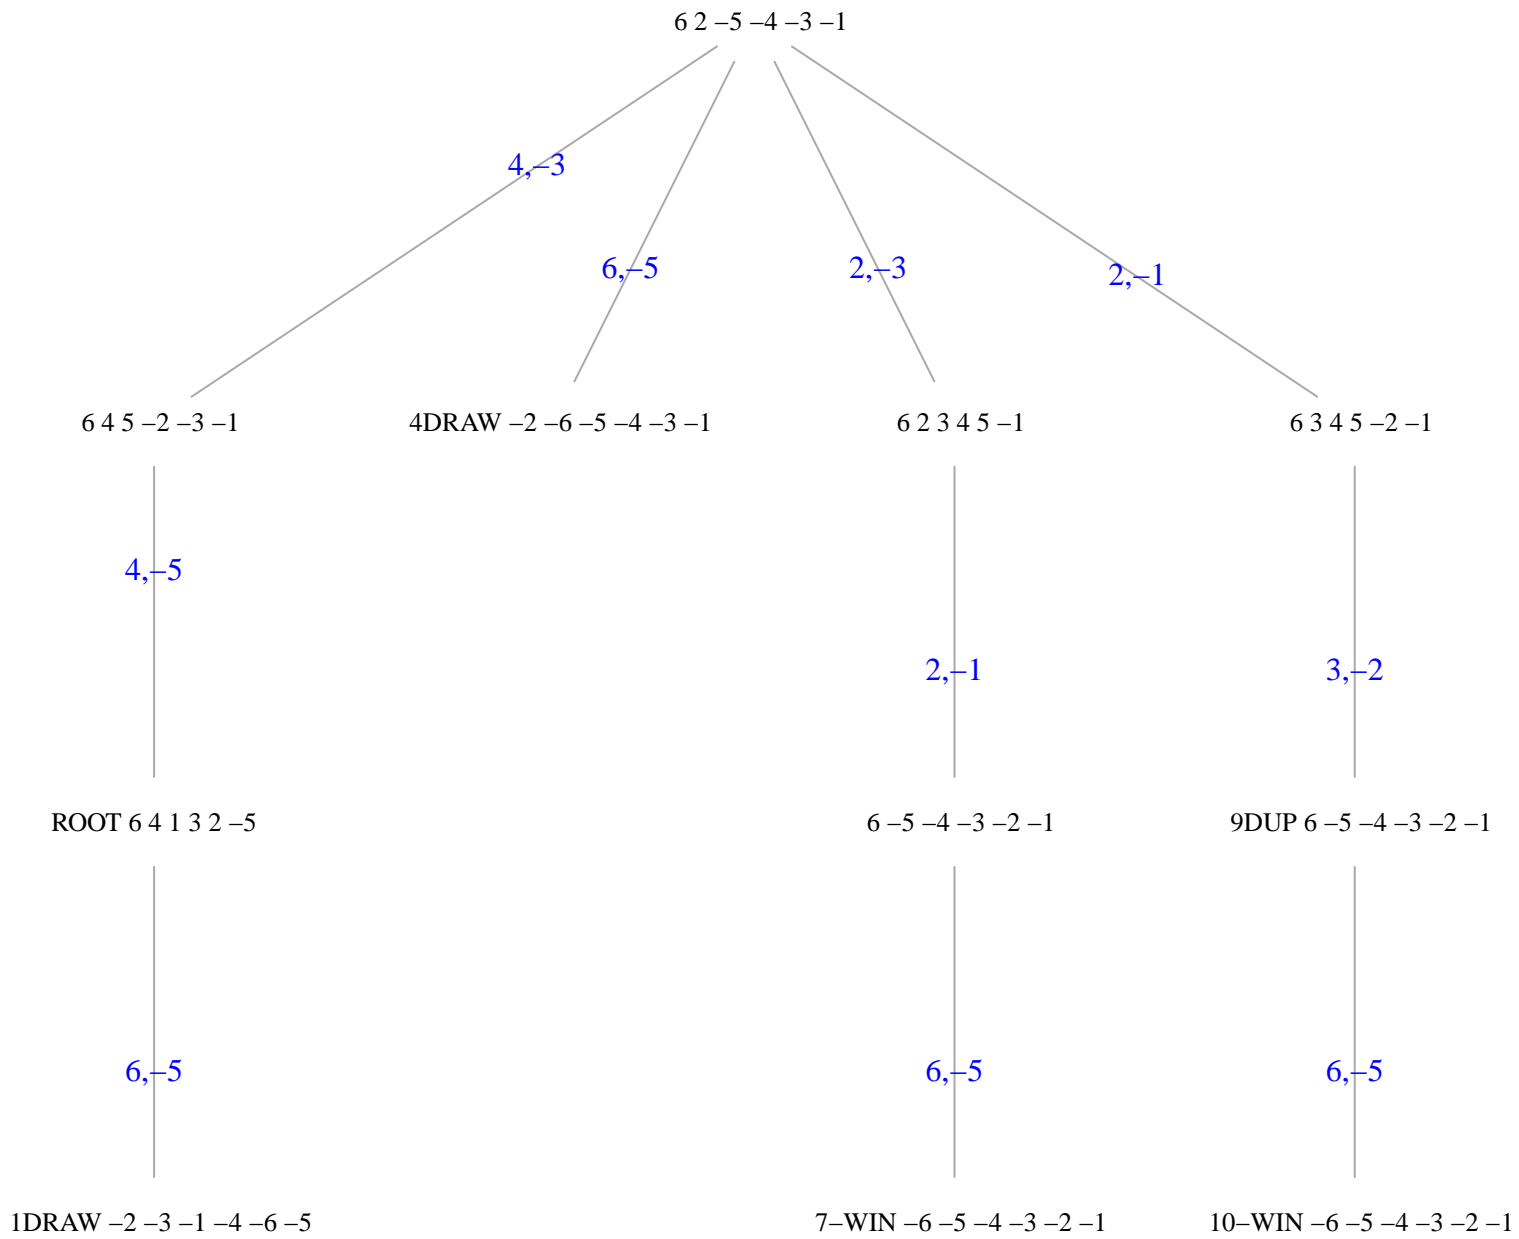 6 2 –5 –4 –3 –1
4,–3
6,–5
2,–3
2,–1
6 4 5 –2 –3 –1
4DRAW –2 –6 –5 –4 –3 –1
6 2 3 4 5 –1
6 3 4 5 –2 –1
4,–5
2,–1
3,–2
ROOT 6 4 1 3 2 –5
6 –5 –4 –3 –2 –1
9DUP 6 –5 –4 –3 –2 –1
6,–5
6,–5
6,–5
1DRAW –2 –3 –1 –4 –6 –5
7–WIN –6 –5 –4 –3 –2 –1
10–WIN –6 –5 –4 –3 –2 –1